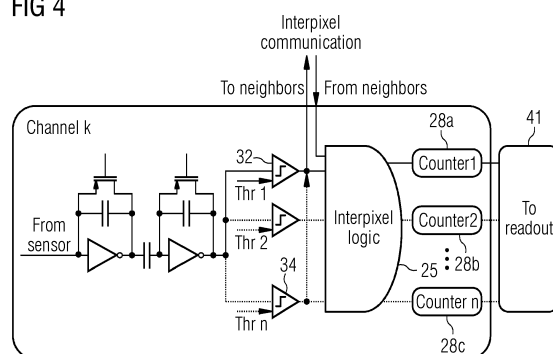 FIG 4
Interpixel
communication
To neighbors
From neighbors
Channel k
32
28a
41
Thr 1
Counter1
From
sensor
Thr 2
Interpixel
logic
Counter2
To
readout
34
25
28b
Thr n
Counter n
28c